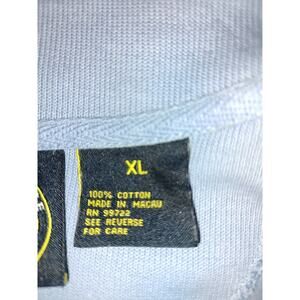 XL
100% COTTON
MADE IN MACAU
RN 99722
SEE REVERSE
FOR CARE